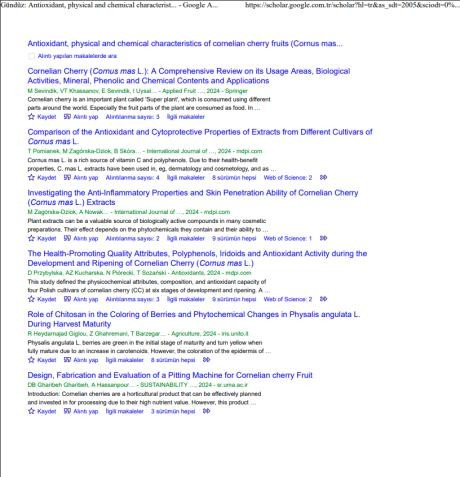 Gündüz: Antioxidant, physical and chemical characterist... - Google A...
https://scholar.google.com.tr/scholar?hl=tr&as_sdt=2005&sciodt=0%...
Antioxidant, physical and chemical characteristics of cornelian cherry fruits (Cornus mas...
Alıntı yapılan makalelerde ara
Cornelian Cherry (Cornus mas L.): A Comprehensive Review on its Usage Areas, Biological
Activities, Mineral, Phenolic and Chemical Contents and Applications
M Sevindik, VT Khassanov, E Sevindik, I Uysal... - Applied Fruit ..., 2024 - Springer
Cornelian cherry is an important plant called 'Super plant', which is consumed using different
parts around the world. Especially the fruit parts of the plant are consumed as food. In ...
Kaydet Alıntı yap Alıntılanma sayısı: 3 İlgili makaleler
Comparison of the Antioxidant and Cytoprotective Properties of Extracts from Different Cultivars of
Cornus mas L.
T Pomianek, M Zagórska-Dziok, B Skóra... - International Journal of ..., 2024 - mdpi.com
Cornus mas L. is a rich source of vitamin C and polyphenols. Due to their health-benefit
properties, C. mas L. extracts have been used in, eg, dermatology and cosmetology, and as ...
Kaydet Alıntı yap Alıntılanma sayısı: 4 İlgili makaleler 8 sürümün hepsi Web of Science: 2
Investigating the Anti-Inflammatory Properties and Skin Penetration Ability of Cornelian Cherry
(Cornus mas L.) Extracts
M Zagórska-Dziok, A Nowak... - International Journal of ..., 2024 - mdpi.com
Plant extracts can be a valuable source of biologically active compounds in many cosmetic
preparations. Their effect depends on the phytochemicals they contain and their ability to ...
Kaydet Alıntı yap Alıntılanma sayısı: 2 İlgili makaleler 9 sürümün hepsi Web of Science: 1
The Health-Promoting Quality Attributes, Polyphenols, Iridoids and Antioxidant Activity during the
Development and Ripening of Cornelian Cherry (Cornus mas L.)
D Przybylska, AZ Kucharska, N Piórecki, T Sozański - Antioxidants, 2024 - mdpi.com
This study defined the physicochemical attributes, composition, and antioxidant capacity of
four Polish cultivars of cornelian cherry (CC) at six stages of development and ripening. A ...
Kaydet Alıntı yap Alıntılanma sayısı: 3 İlgili makaleler 9 sürümün hepsi Web of Science: 2
Role of Chitosan in the Coloring of Berries and Phytochemical Changes in Physalis angulata L.
During Harvest Maturity
R Heydarnajad Giglou, Z Ghahremani, T Barzegar... - Agriculture, 2024 - iris.unito.it
Physalis angulata L. berries are green in the initial stage of maturity and turn yellow when
fully mature due to an increase in carotenoids. However, the coloration of the epidermis of ...
Kaydet Alıntı yap İlgili makaleler 8 sürümün hepsi
Design, Fabrication and Evaluation of a Pitting Machine for Cornelian cherry Fruit
DB Gharibeh Gharibeh, A Hassanpour... - SUSTAINABILITY ..., 2024 - sr.uma.ac.ir
Introduction: Cornelian cherries are a horticultural product that can be effectively planned
and invested in for processing due to their high nutrient value. However, this product ...
Kaydet Alıntı yap İlgili makaleler 3 sürümün hepsi